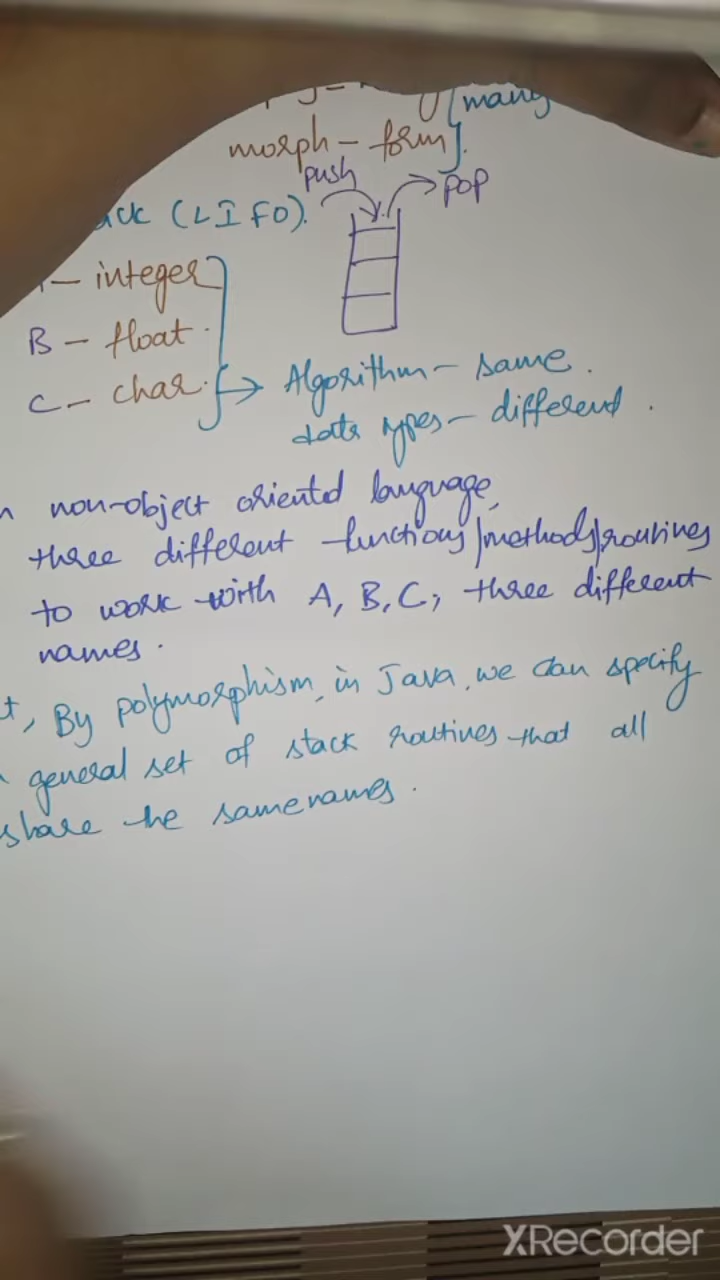 (many
morph - form].
push
pop
ack (LIFO).
- integer
B - float.
C - char.
Algorithm - same.
data types - different.
non-object oriented language,
three different functions/methods/routines
to work with A, B, C, three different
names.
t, By polymorphism, in Java, we can specify
general set of stack routines that all
share the same names.
XRecorder